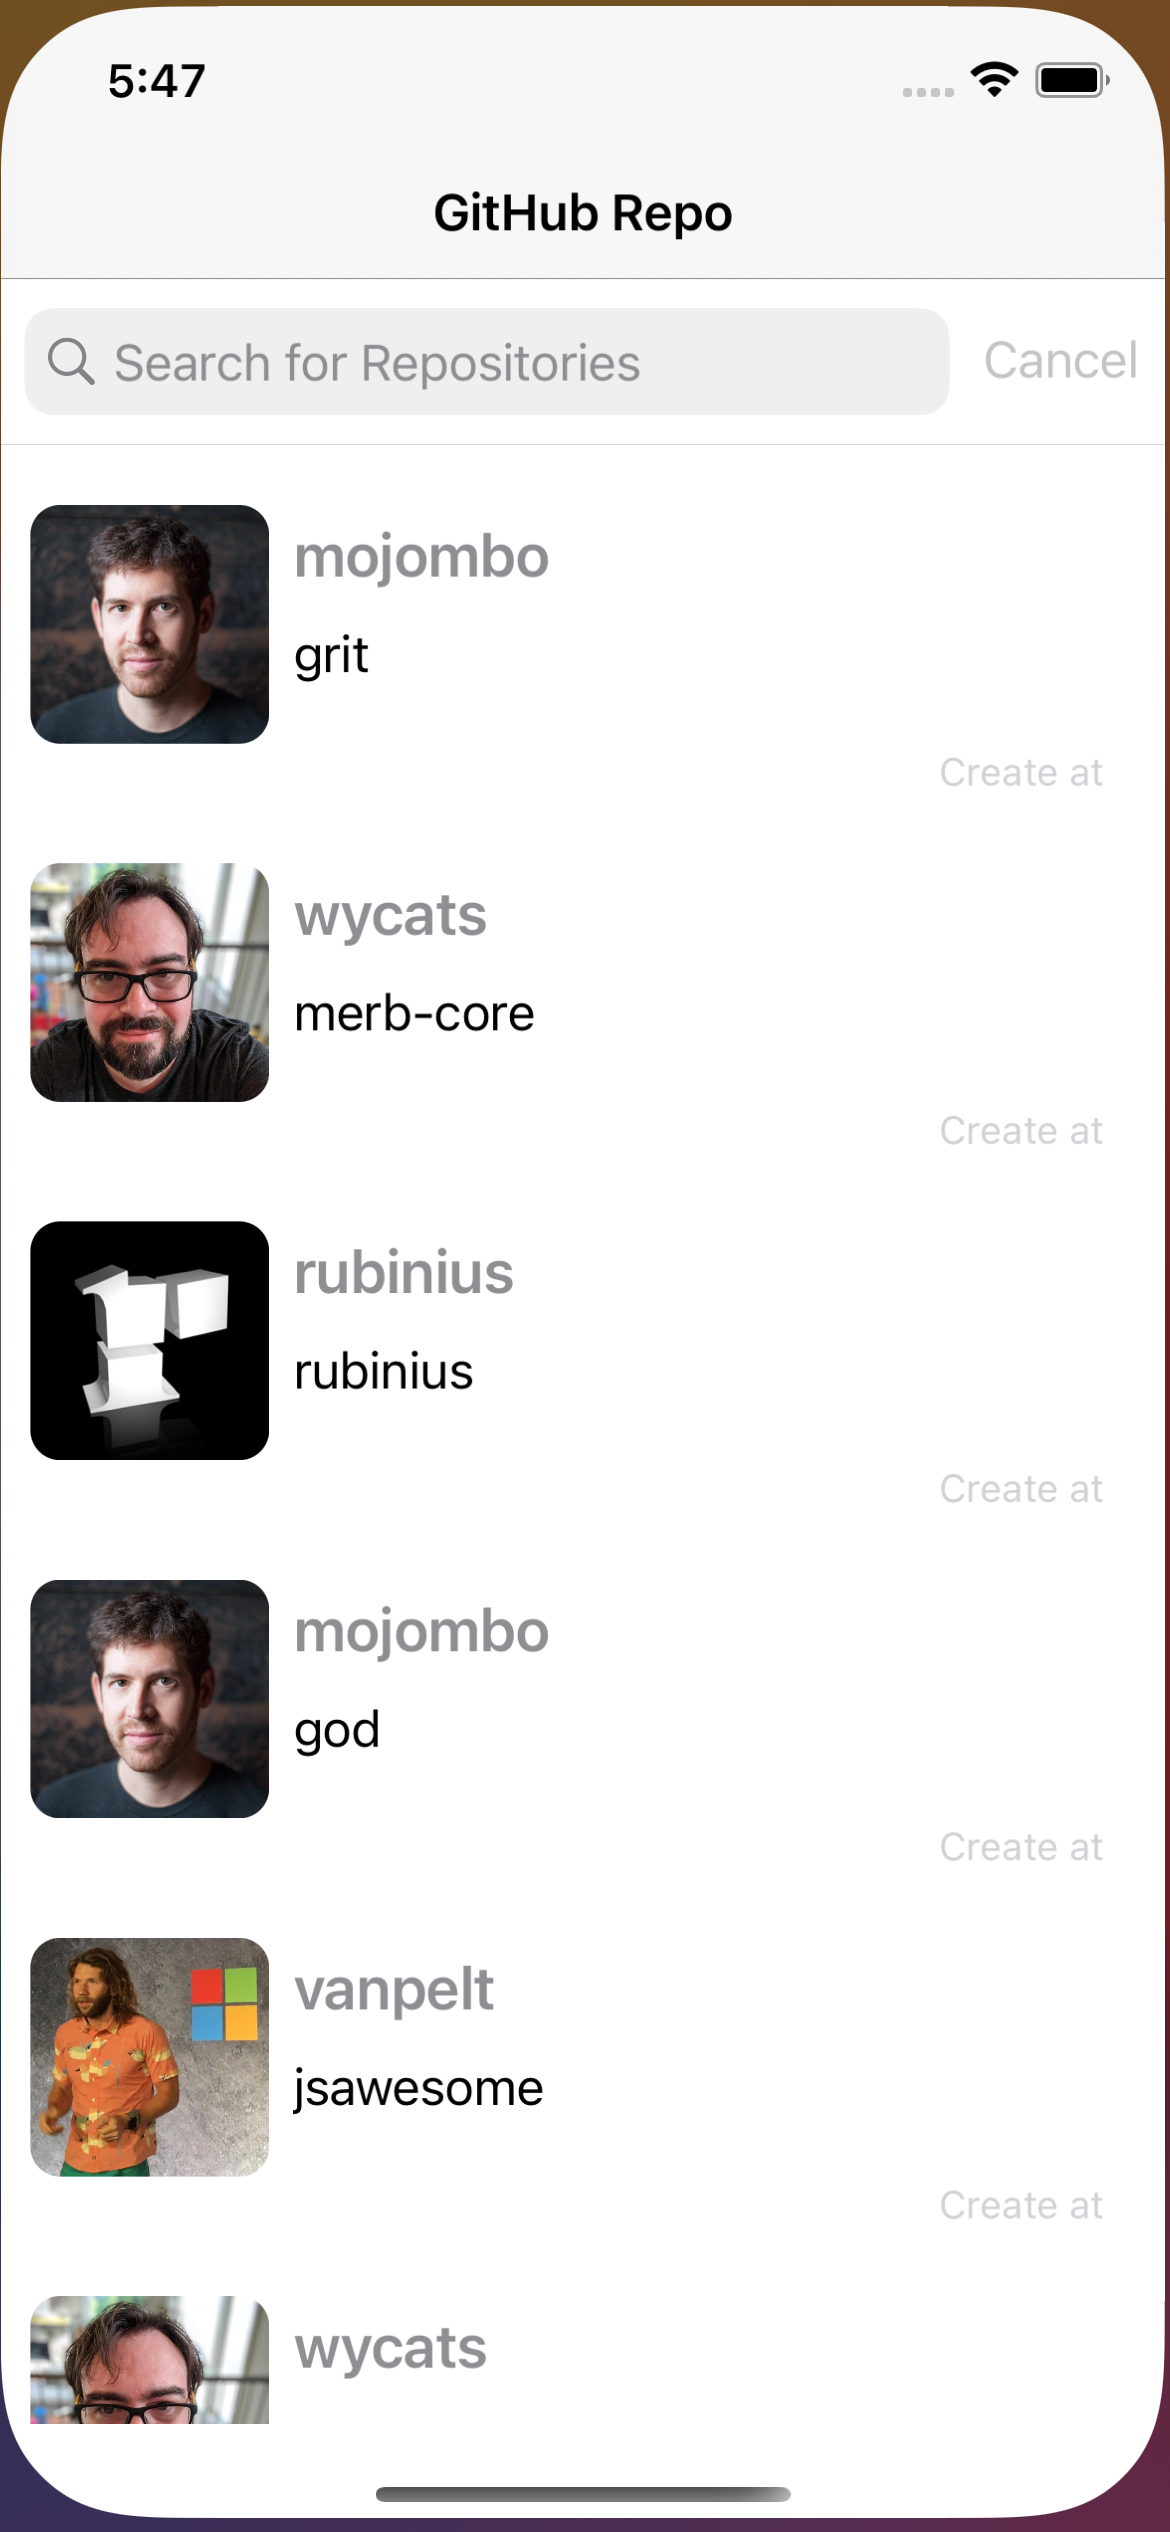 5:47
GitHub Repo
Search for Repositories
Cancel
mojombo
grit
Create at
wycats
merb-core
Create at
rubinius
rubinius
Create at
mojombo
god
Create at
vanpelt
jsawesome
Create at
wycats